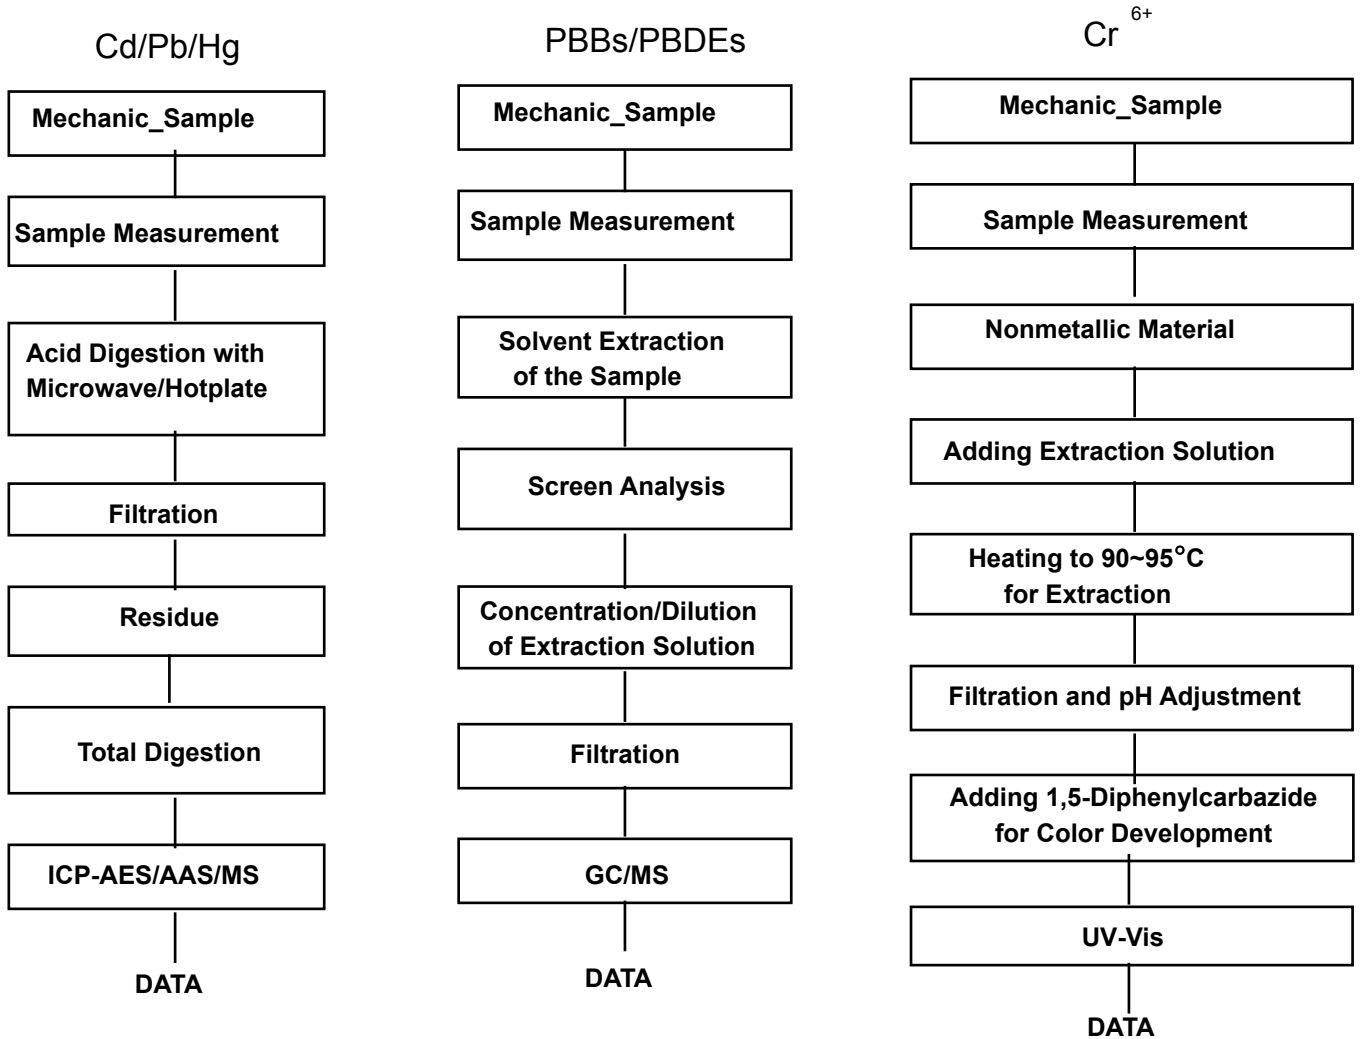 Cd/Pb/Hg
Mechanic_Sample
Sample Measurement
Acid Digestion with
Microwave/Hotplate
Filtration
Residue
Total Digestion
ICP-AES/AAS/MS
DATA
PBBs/PBDEs
Mechanic_Sample
Sample Measurement
Solvent Extraction
of the Sample
Screen Analysis
Concentration/Dilution
of Extraction Solution
Filtration
GC/MS
DATA
Cr 6+
Mechanic_Sample
Sample Measurement
Nonmetallic Material
Adding Extraction Solution
Heating to 90~95°C
for Extraction
Filtration and pH Adjustment
Adding 1,5-Diphenylcarbazide
for Color Development
UV-Vis
DATA